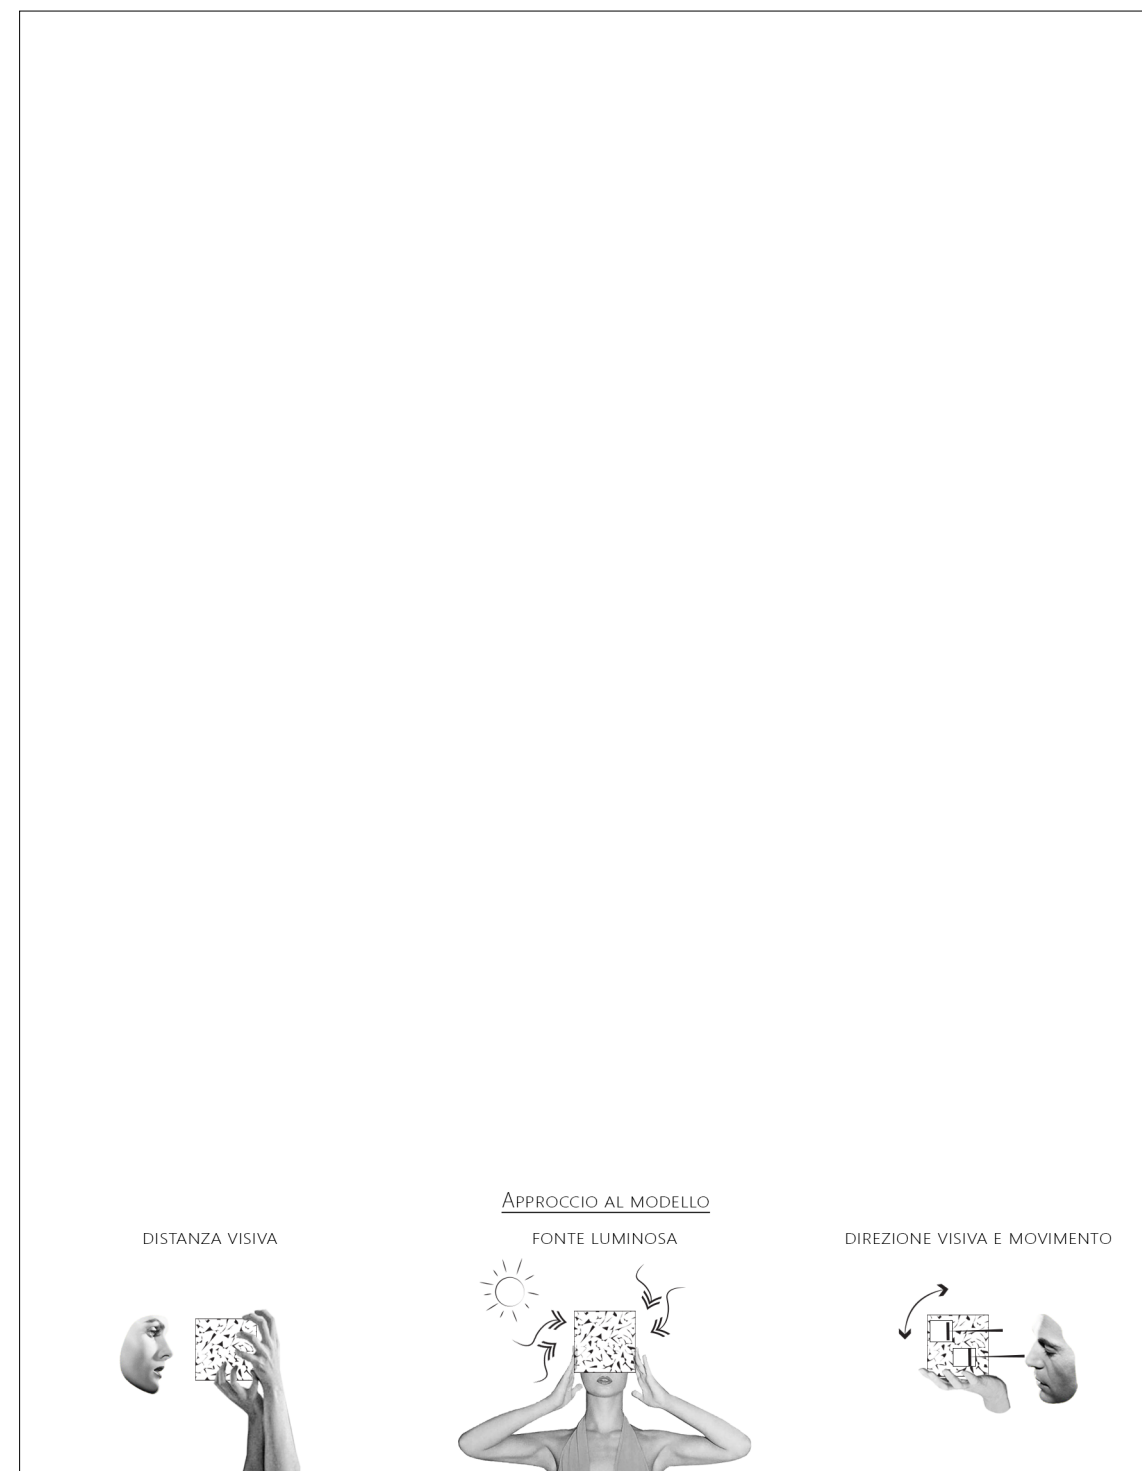 Approccio al modello
distanza visiva
fonte luminosa
direzione visiva e movimento